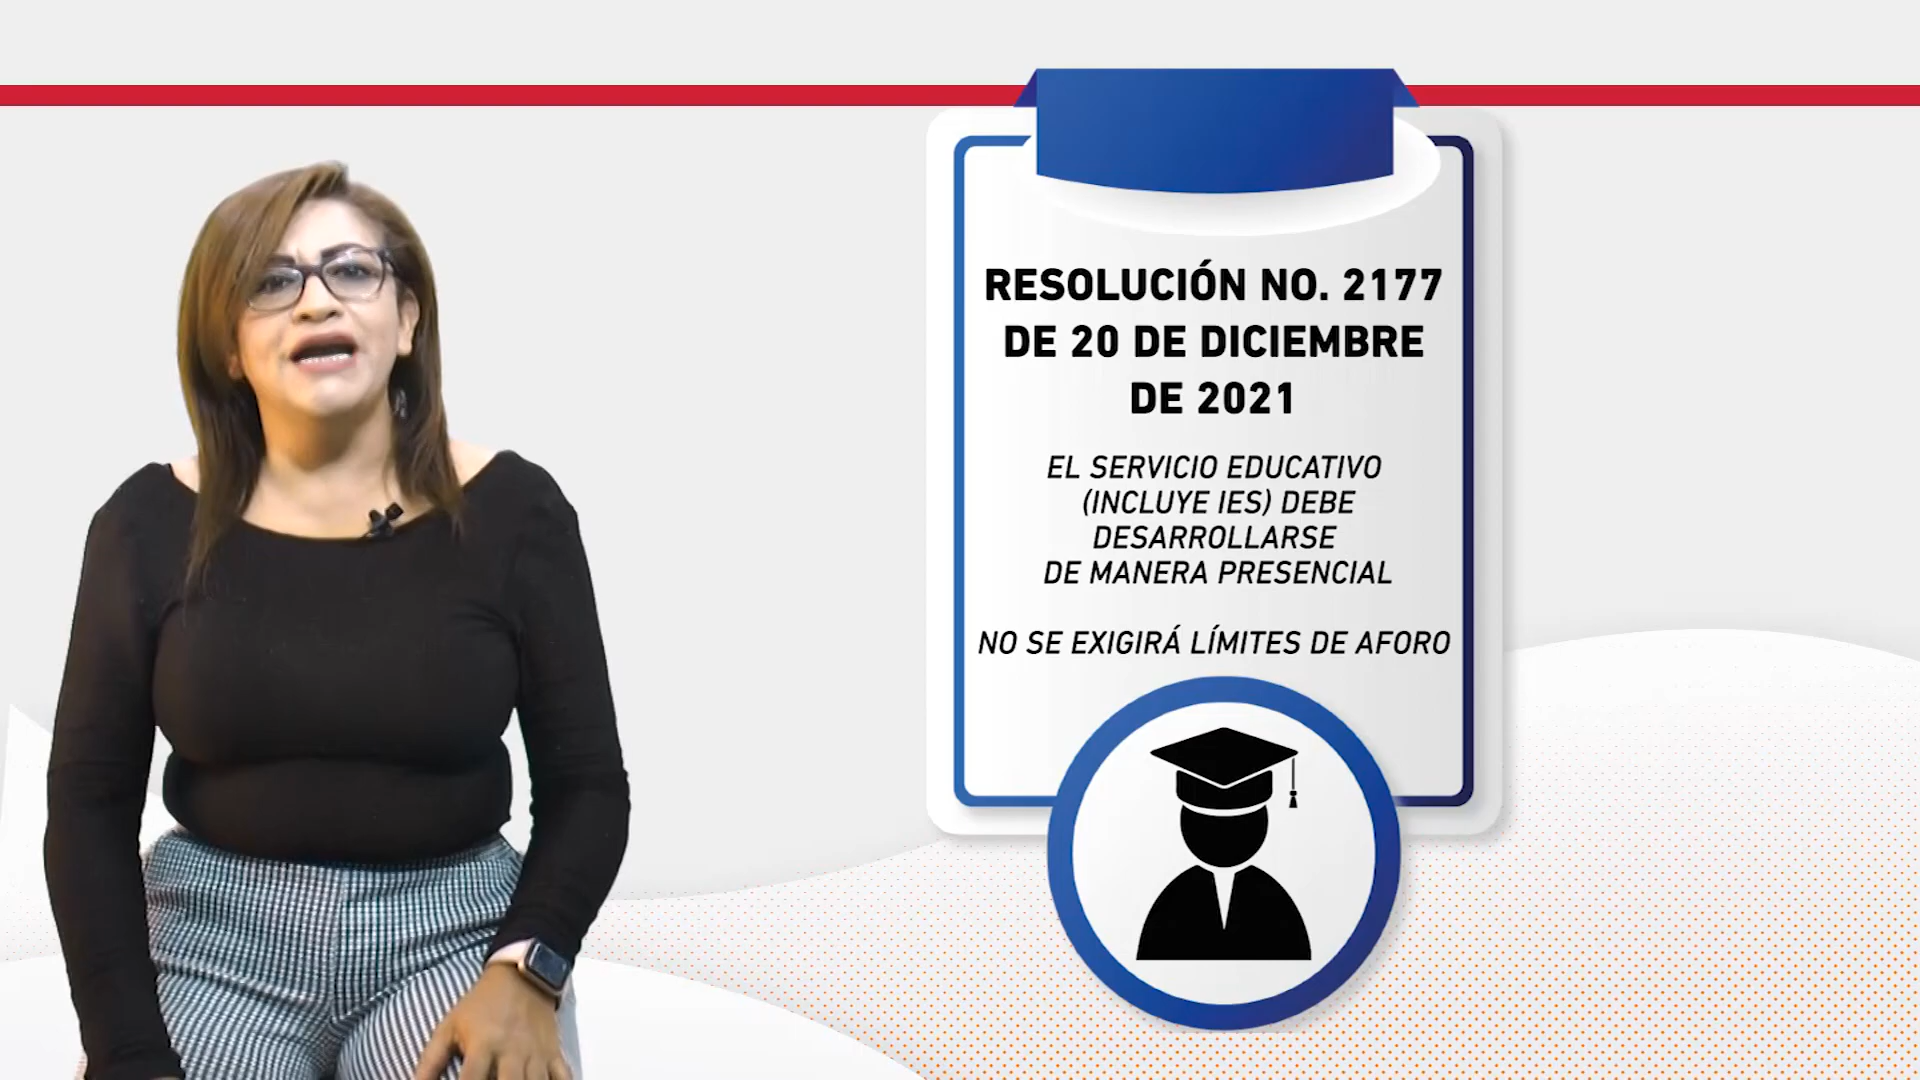 RESOLUCIÓN NO. 2177
DE 20 DE DICIEMBRE
DE 2021
EL SERVICIO EDUCATIVO
(INCLUYE IES) DEBE
DESARROLLARSE
DE MANERA PRESENCIAL
NO SE EXIGIRÁ LÍMITES DE AFORO